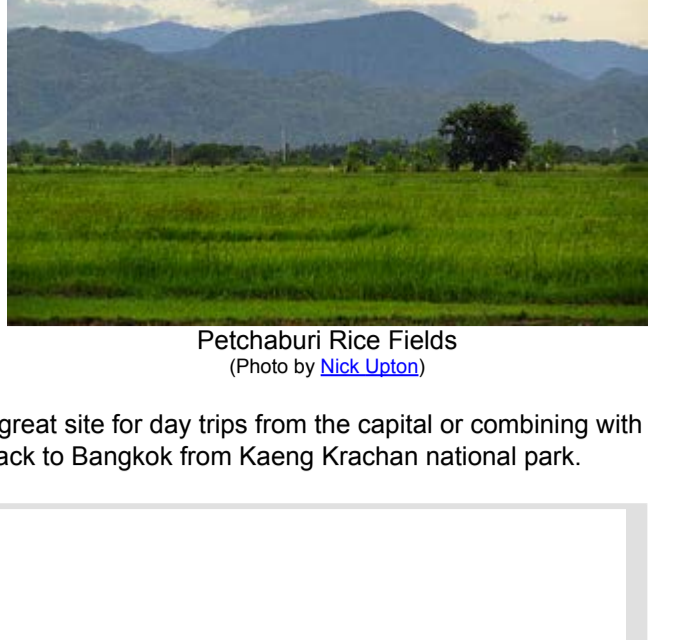 Petchaburi Rice Fields
(Photo by Nick Upton)
great site for day trips from the capital or combining with
to Bangkok from Kaeng Krachan national park.